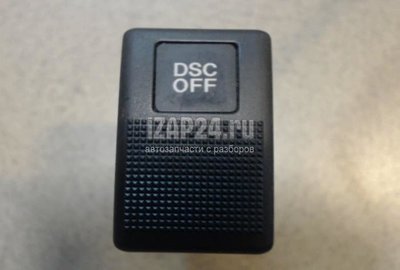 DSC
OFF
iZAP24.ru
автозапчасти с разборов